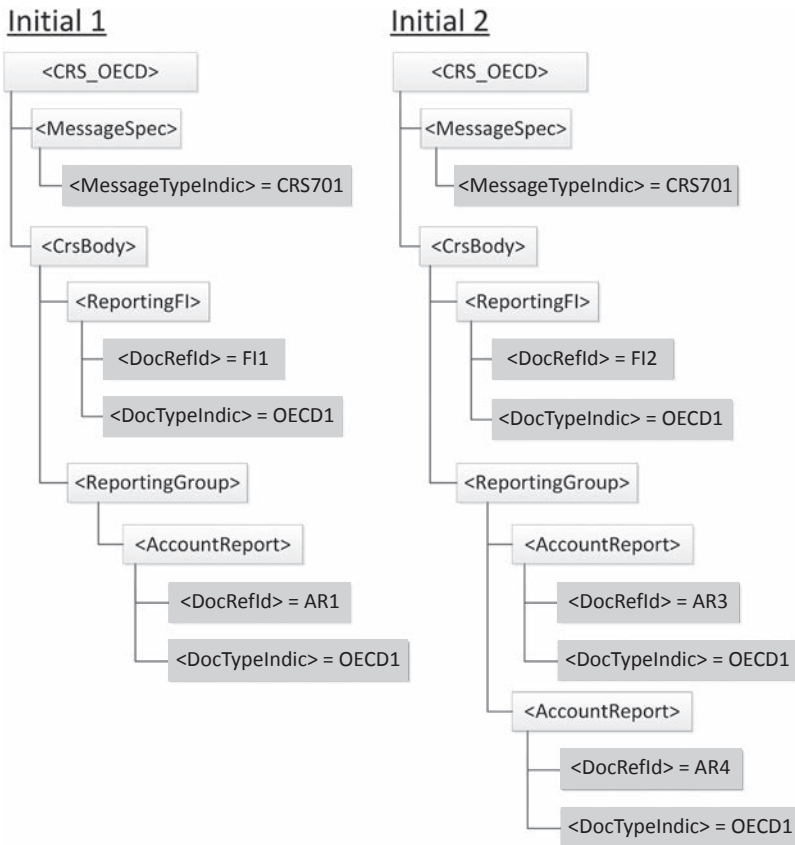 Initial 1
<CRS_OECD>
<MessageSpec>
<MessageTypeIndic> = CRS701
<CrsBody>
<ReportingFI>
<DocRefId> = FI1
<DocTypeIndic> = OECD1
<ReportingGroup>
<AccountReport>
<DocRefId> = AR1
<DocTypeIndic> = OECD1
Initial 2
<CRS_OECD>
<MessageSpec>
<MessageTypeIndic> = CRS701
<CrsBody>
<ReportingFI>
<DocRefId> = FI2
<DocTypeIndic> = OECD1
<ReportingGroup>
<AccountReport>
<DocRefId> = AR3
<DocTypeIndic> = OECD1
<AccountReport>
<DocRefId> = AR4
<DocTypeIndic> = OECD1